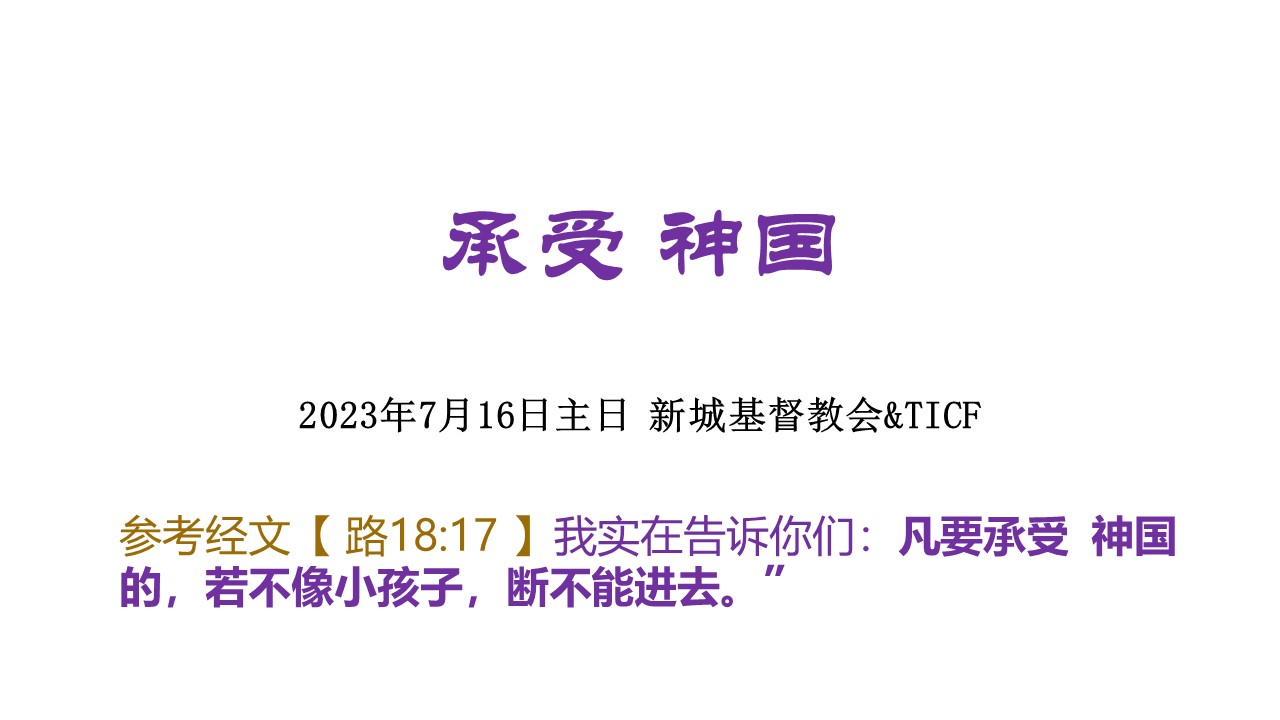 承受 神国
2023年7月16日主日 新城基督教会&TICF
参考经文【 路18:17 】我实在告诉你们：凡要承受 神国
的，若不像小孩子，断不能进去。”